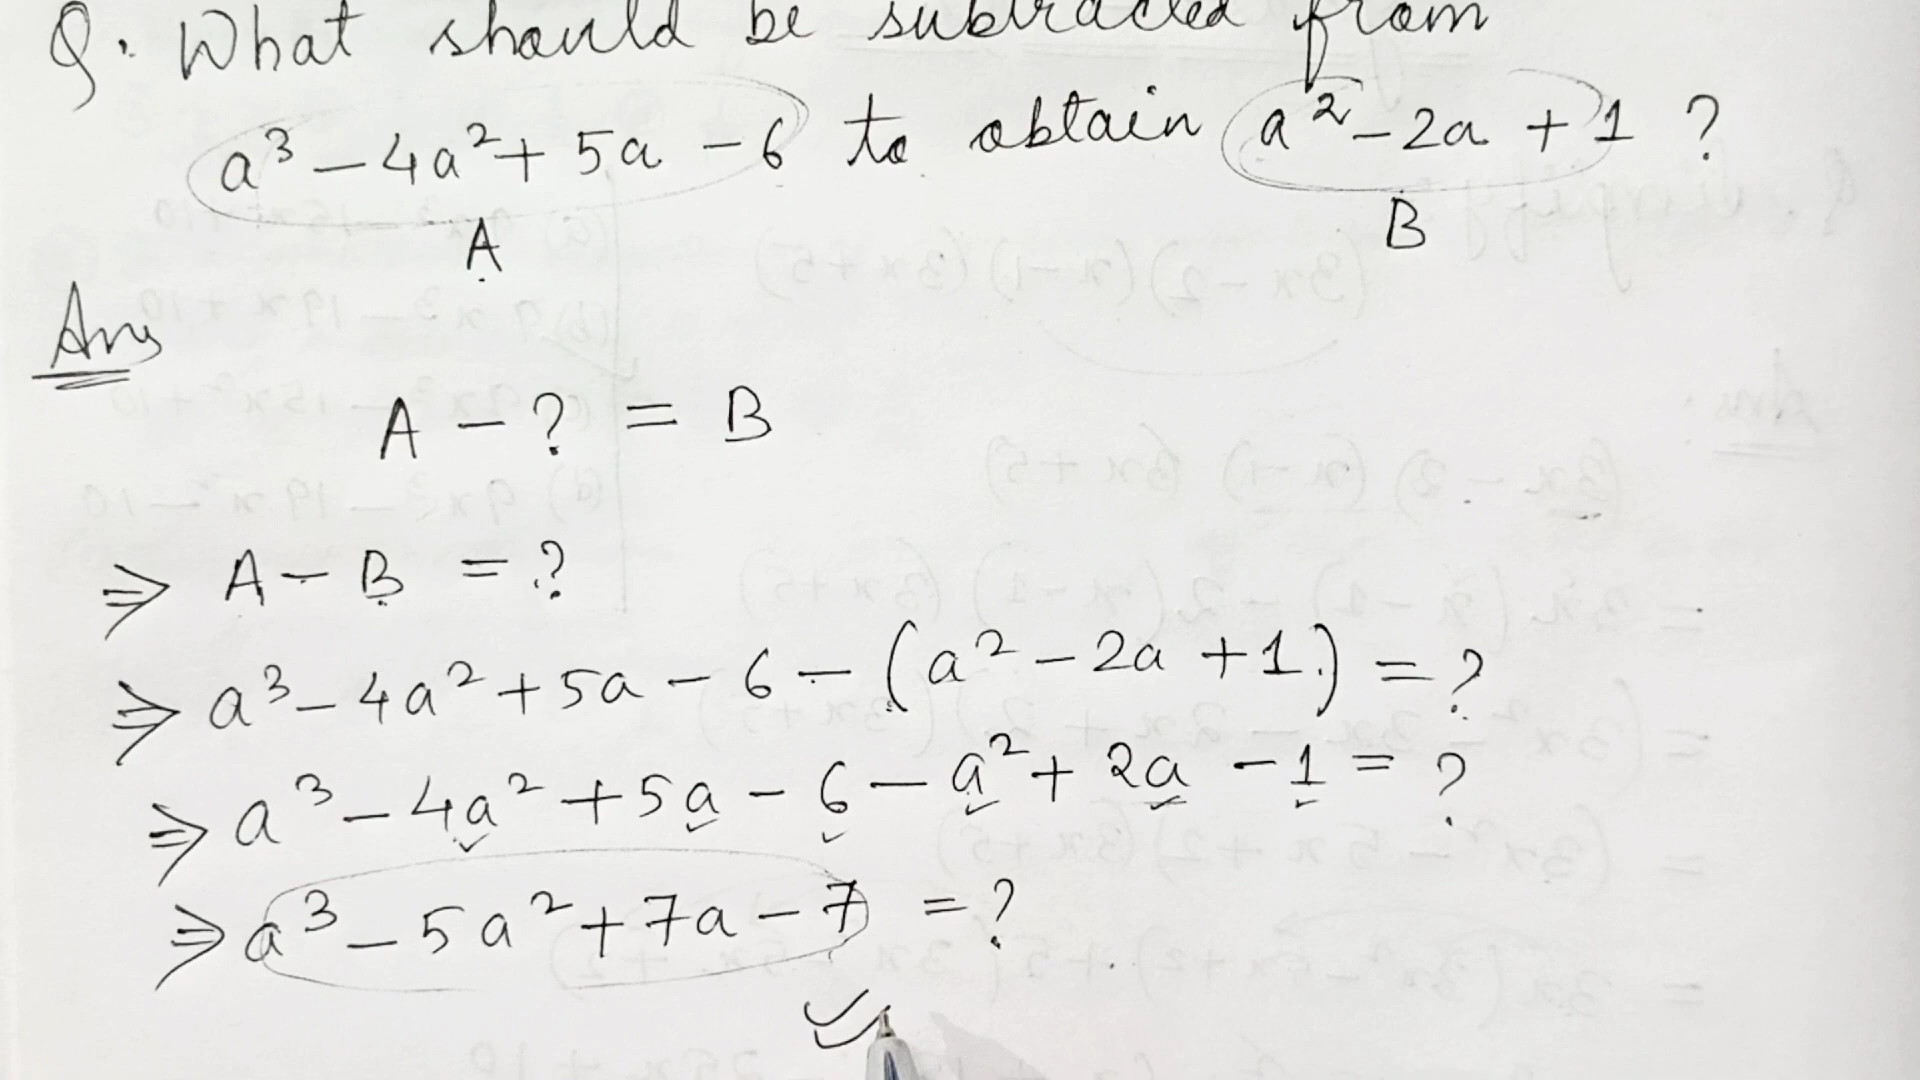 Q. What should be subtracted from
a³ - 4a² + 5a - 6 to obtain a² - 2a + 1 ?
A B
Ans
A - ? = B
⇒ A - B = ?
⇒ a³ - 4a² + 5a - 6 - (a² - 2a + 1) = ?
⇒ a³ - 4a² + 5a - 6 - a² + 2a - 1 = ?
⇒ a³ - 5a² + 7a - 7 = ?